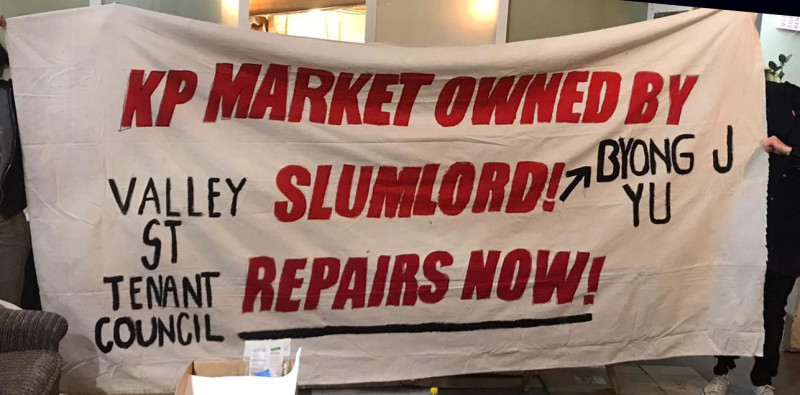 KP MARKET OWNED BY
SLUMLORD!
BYONG J
YU
REPAIRS NOW!
VALLEY
ST
TENANT
COUNCIL